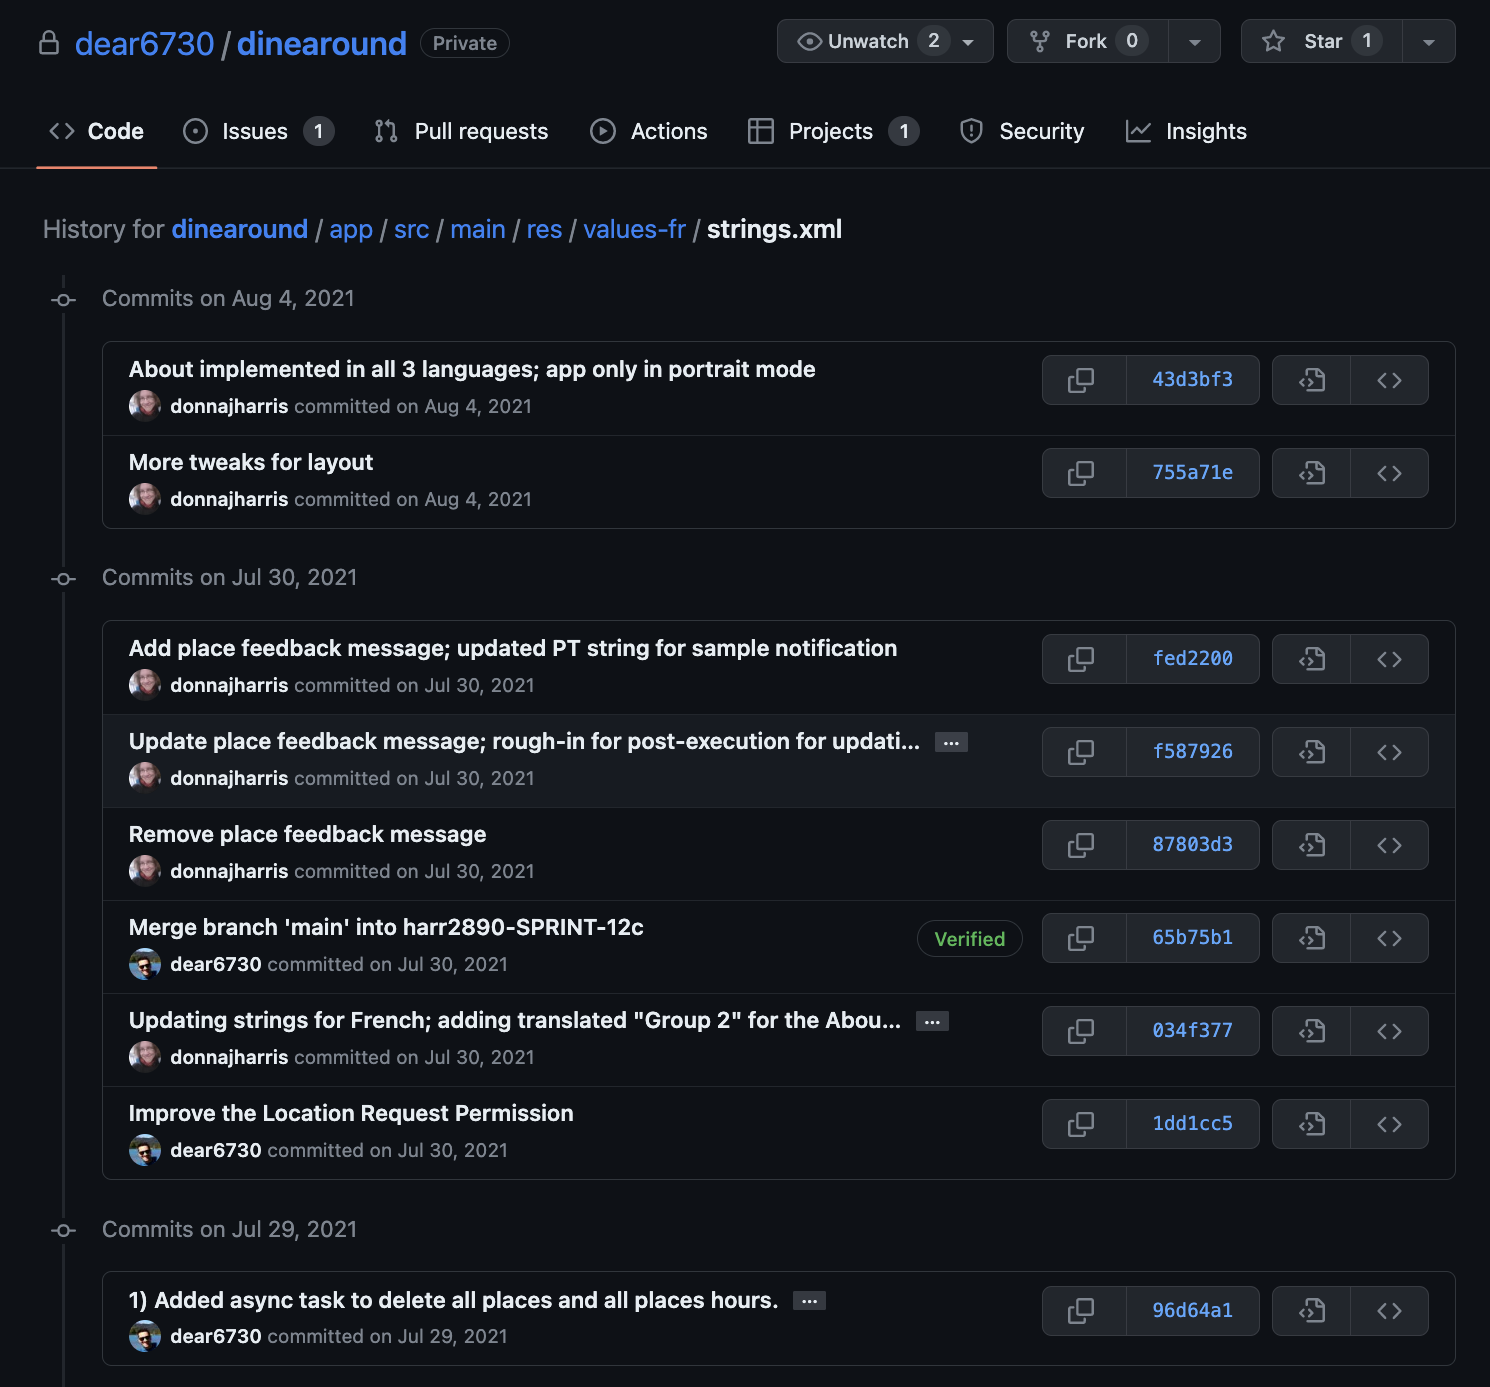 dear6730 / dinearound Private Unwatch 2 Fork 0 Star 1
Code Issues 1 Pull requests Actions Projects 1 Security Insights
History for dinearound / app / src / main / res / values-fr / strings.xml
Commits on Aug 4, 2021
About implemented in all 3 languages; app only in portrait mode
donnajharris committed on Aug 4, 2021
43d3bf3
More tweaks for layout
donnajharris committed on Aug 4, 2021
755a71e
Commits on Jul 30, 2021
Add place feedback message; updated PT string for sample notification
donnajharris committed on Jul 30, 2021
fed2200
Update place feedback message; rough-in for post-execution for updati... …
donnajharris committed on Jul 30, 2021
f587926
Remove place feedback message
donnajharris committed on Jul 30, 2021
87803d3
Merge branch 'main' into harr2890-SPRINT-12c
dear6730 committed on Jul 30, 2021
Verified
65b75b1
Updating strings for French; adding translated "Group 2" for the Abou... …
donnajharris committed on Jul 30, 2021
034f377
Improve the Location Request Permission
dear6730 committed on Jul 30, 2021
1dd1cc5
Commits on Jul 29, 2021
1) Added async task to delete all places and all places hours. …
dear6730 committed on Jul 29, 2021
96d64a1